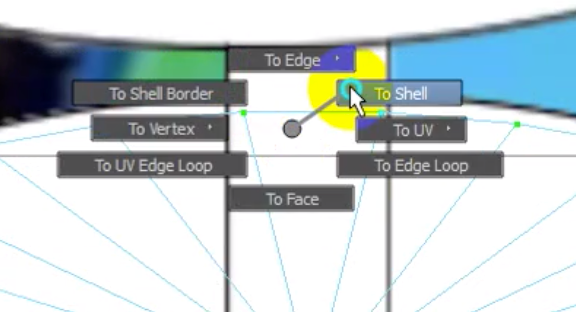 To Edge
To Shell Border
To Shell
To Vertex
To UV
To UV Edge Loop
To Edge Loop
To Face